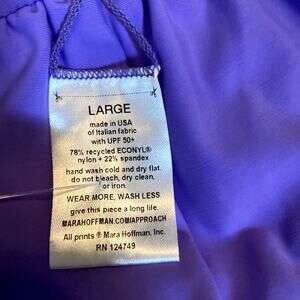 LARGE
made in USA
of Italian fabric
with UPF 50+
78% recycled ECONYL®
nylon + 22% spandex
hand wash cold and dry flat.
do not bleach, dry clean,
or iron.
WEAR MORE, WASH LESS
give this piece a long life.
MARAHOFFMAN.COM/APPROACH
All prints ® Mara Hoffman, Inc.
RN 124749